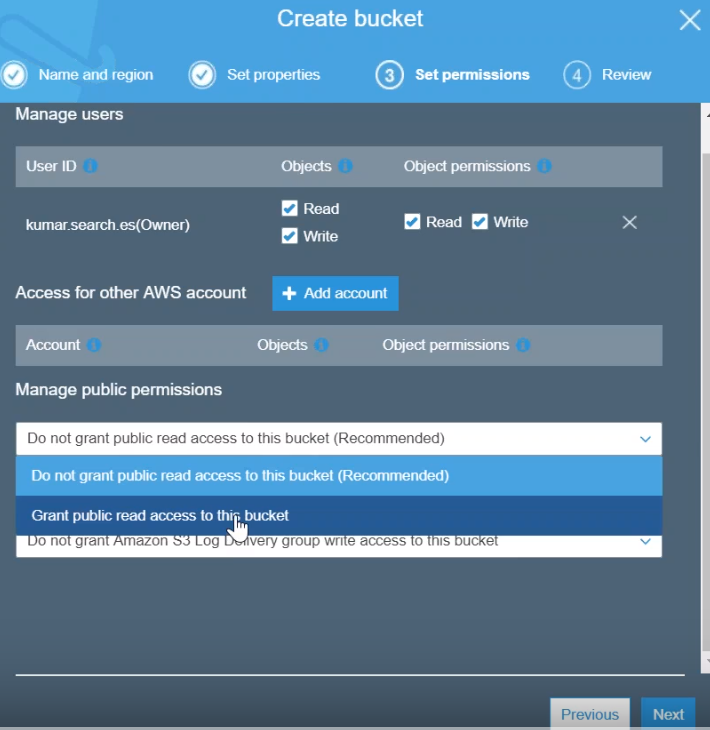 Create bucket
Name and region
Set properties
3 Set permissions
4 Review
Manage users
User ID Objects Object permissions
kumar.search.es(Owner)
Read
Write
Read Write
Access for other AWS account + Add account
Account Objects Object permissions
Manage public permissions
Do not grant public read access to this bucket (Recommended)
Do not grant public read access to this bucket (Recommended)
Grant public read access to this bucket
Do not grant Amazon S3 Log Delivery group write access to this bucket
Previous Next